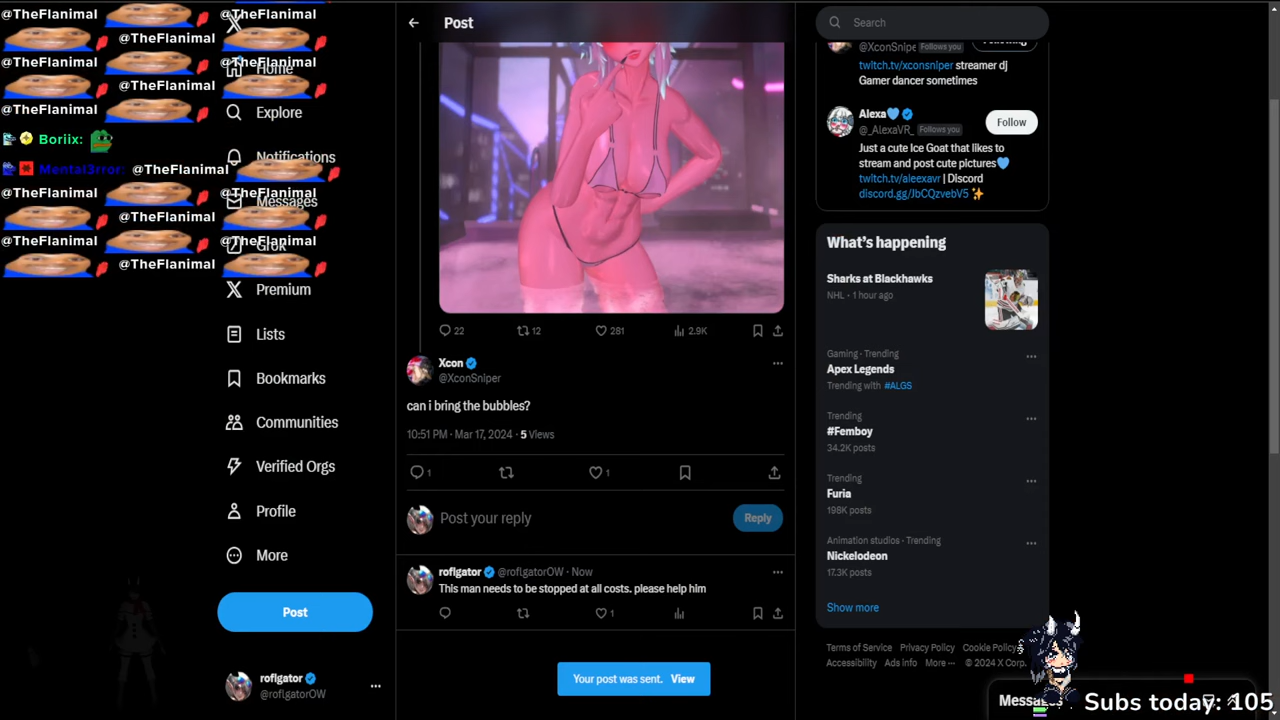 @TheFlanimal @TheFlanimal
@TheFlanimal
@TheFlanimal @TheFlanimal
@TheFlanimal
@TheFlanimal
Boriix:
Mental3rror: @TheFlanimal
@TheFlanimal @TheFlanimal
@TheFlanimal
@TheFlanimal @TheFlanimal
@TheFlanimal
Home
Explore
Notifications
Messages
Grok
Premium
Lists
Bookmarks
Communities
Verified Orgs
Profile
More
Post
roflgator
@roflgatorOW
Post
22 12 281 2.9K
Xcon
@XconSniper
can i bring the bubbles?
10:51 PM · Mar 17, 2024 · 5 Views
1 1
Post your reply
Reply
roflgator @roflgatorOW · Now
This man needs to be stopped at all costs. please help him
1
Your post was sent. View
Search
@XconSnipe Follows you Following
twitch.tv/xconsniper streamer dj
Gamer dancer sometimes
Alexa
@_AlexaVR_ Follows you
Follow
Just a cute Ice Goat that likes to
stream and post cute pictures
twitch.tv/aleexavr | Discord
discord.gg/JbCQzvebV5
What's happening
Sharks at Blackhawks
NHL · 1 hour ago
Gaming · Trending
Apex Legends
Trending with #ALGS
Trending
#Femboy
34.2K posts
Trending
Furia
198K posts
Animation studios · Trending
Nickelodeon
17.3K posts
Show more
Terms of Service Privacy Policy Cookie Policy
Accessibility Ads info More ··· © 2024 X Corp.
Messages
Subs today: 105